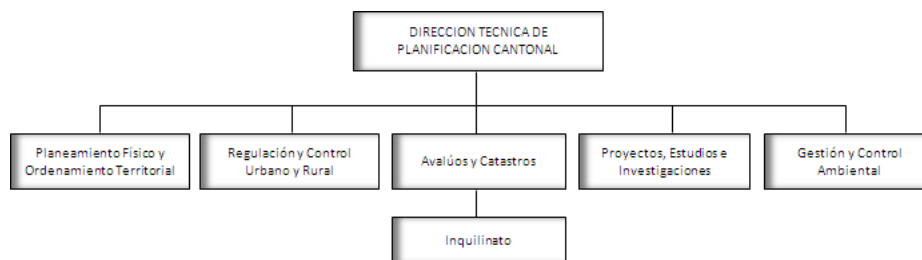 DIRECCION TECNICA DE
PLANIFICACION CANTONAL
Planeamiento Físico y
Ordenamiento Territorial
Regulación y Control
Urbano y Rural
Avalúos y Catastros
Proyectos, Estudios e
Investigaciones
Gestión y Control
Ambiental
Inquilinato